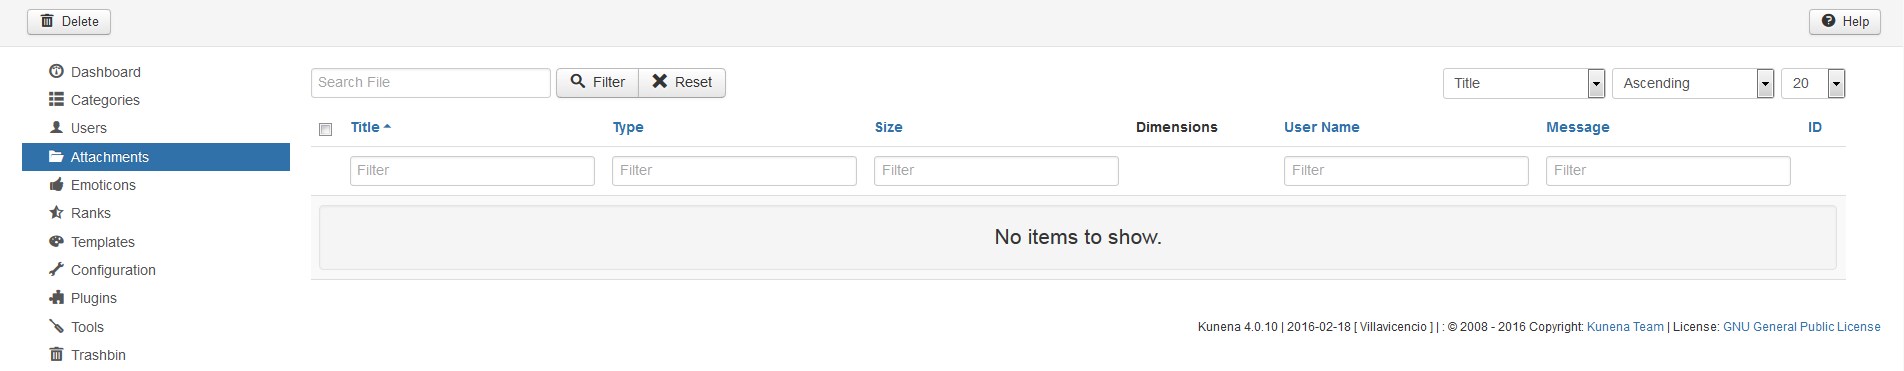 Delete
Help
Dashboard
Categories
Users
Attachments
Emoticons
Ranks
Templates
Configuration
Plugins
Tools
Trashbin
Search File
Filter
Reset
Title
Ascending
20
Title Type Size Dimensions User Name Message ID
Filter Filter Filter Filter Filter
No items to show.
Kunena 4.0.10 | 2016-02-18 [ Villavicencio ] | : © 2008 - 2016 Copyright: Kunena Team | License: GNU General Public License